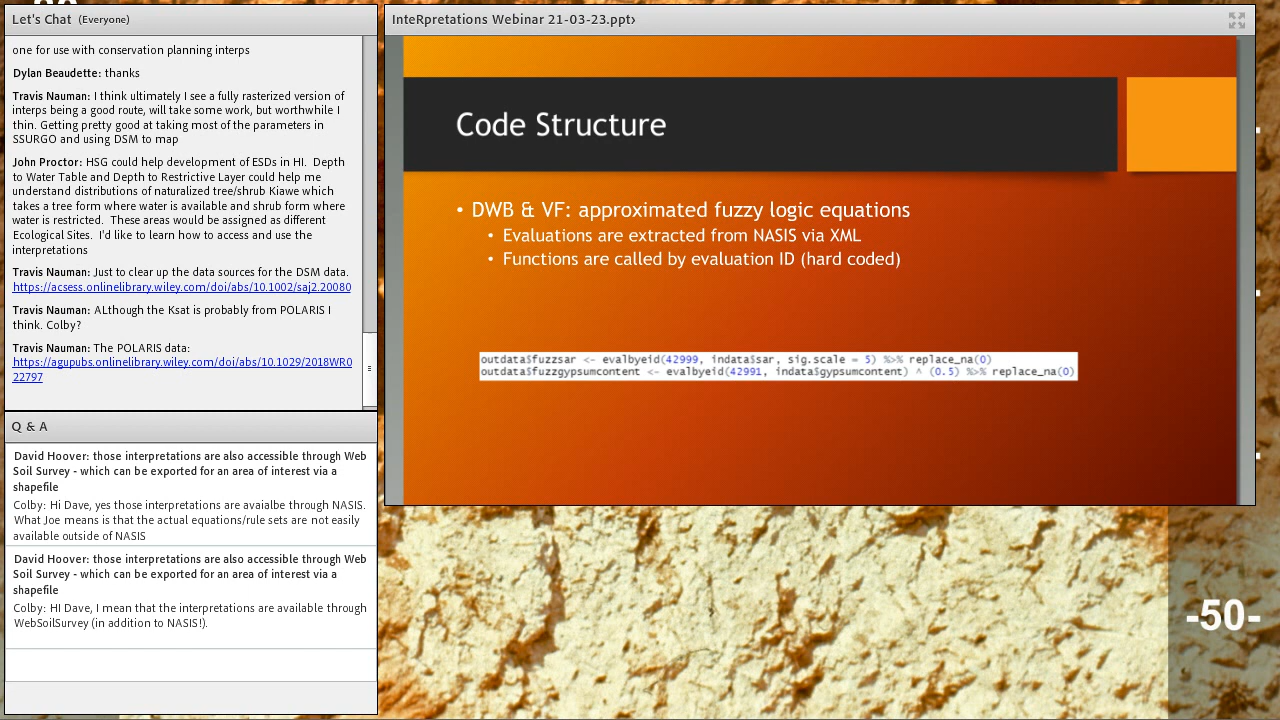 Let's Chat (Everyone)
one for use with conservation planning interps
Dylan Beaudette: thanks
Travis Nauman: I think ultimately I see a fully rasterized version of
interps being a good route, will take some work, but worthwhile I
thin. Getting pretty good at taking most of the parameters in
SSURGO and using DSM to map
John Proctor: HSG could help development of ESDs in HI. Depth
to Water Table and Depth to Restrictive Layer could help me
understand distributions of naturalized tree/shrub Kiawe which
takes a tree form where water is available and shrub form where
water is restricted. These areas would be assigned as different
Ecological Sites. I'd like to learn how to access and use the
interpretations
Travis Nauman: Just to clear up the data sources for the DSM data.
https://acsess.onlinelibrary.wiley.com/doi/abs/10.1002/saj2.20080
Travis Nauman: ALthough the Ksat is probably from POLARIS I
think. Colby?
Travis Nauman: The POLARIS data:
https://agupubs.onlinelibrary.wiley.com/doi/abs/10.1029/2018WR0
22797
Q & A
David Hoover: those interpretations are also accessible through Web
Soil Survey - which can be exported for an area of interest via a
shapefile
Colby: Hi Dave, yes those interpretations are avaialbe through NASIS.
What Joe means is that the actual equations/rule sets are not easily
available outside of NASIS
David Hoover: those interpretations are also accessible through Web
Soil Survey - which can be exported for an area of interest via a
shapefile
Colby: HI Dave, I mean that the interpretations are available through
WebSoilSurvey (in addition to NASIS!).
InteRpretations Webinar 21-03-23.ppt
Code Structure
• DWB & VF: approximated fuzzy logic equations
• Evaluations are extracted from NASIS via XML
• Functions are called by evaluation ID (hard coded)
outdata$fuzzsar <- evalbyeid(42999, indata$sar, sig.scale = 5) %>% replace_na(0)
outdata$fuzzgypsumcontent <- evalbyeid(42991, indata$gypsumcontent) ^ (0.5) %>% replace_na(0)
-50-